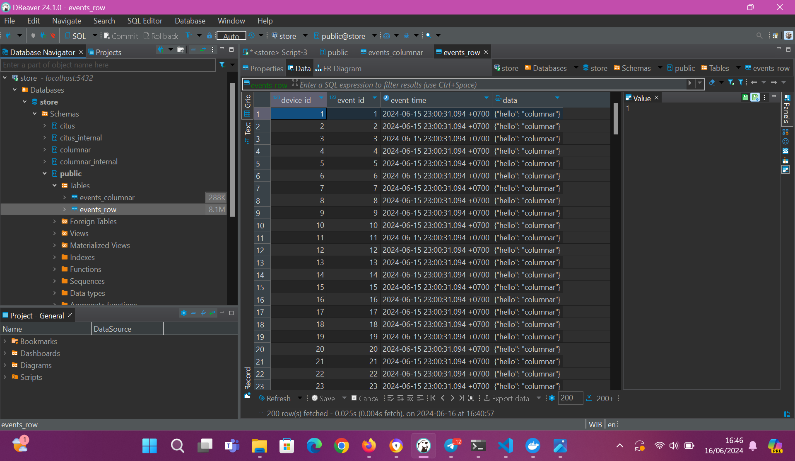 DBeaver 24.1.0 - events_row
File Edit Navigate Search SQL Editor Database Window Help
SQL Commit Rollback Auto store public@store
Database Navigator Projects
Enter a part of object name here
store - localhost:5432
Databases
store
Schemas
citus
citus_internal
columnar
columnar_internal
public
Tables
events_columnar 288K
events_row 8.1M
Foreign Tables
Views
Materialized Views
Indexes
Functions
Sequences
Data types
Aggregate functions
Project - General
Name DataSource
Bookmarks
Dashboards
Diagrams
Scripts
*<store> Script-3 public events_columnar events_row
Properties Data ER Diagram store Databases store Schemas public Tables events_row
events_row Enter a SQL expression to filter results (use Ctrl+Space)
Grid
Text
Record
device_id event_id event_time data
1 1 1 2024-06-15 23:00:31.094 +0700 {"hello": "columnar"}
2 2 2 2024-06-15 23:00:31.094 +0700 {"hello": "columnar"}
3 3 3 2024-06-15 23:00:31.094 +0700 {"hello": "columnar"}
4 4 4 2024-06-15 23:00:31.094 +0700 {"hello": "columnar"}
5 5 5 2024-06-15 23:00:31.094 +0700 {"hello": "columnar"}
6 6 6 2024-06-15 23:00:31.094 +0700 {"hello": "columnar"}
7 7 7 2024-06-15 23:00:31.094 +0700 {"hello": "columnar"}
8 8 8 2024-06-15 23:00:31.094 +0700 {"hello": "columnar"}
9 9 9 2024-06-15 23:00:31.094 +0700 {"hello": "columnar"}
10 10 10 2024-06-15 23:00:31.094 +0700 {"hello": "columnar"}
11 11 11 2024-06-15 23:00:31.094 +0700 {"hello": "columnar"}
12 12 12 2024-06-15 23:00:31.094 +0700 {"hello": "columnar"}
13 13 13 2024-06-15 23:00:31.094 +0700 {"hello": "columnar"}
14 14 14 2024-06-15 23:00:31.094 +0700 {"hello": "columnar"}
15 15 15 2024-06-15 23:00:31.094 +0700 {"hello": "columnar"}
16 16 16 2024-06-15 23:00:31.094 +0700 {"hello": "columnar"}
17 17 17 2024-06-15 23:00:31.094 +0700 {"hello": "columnar"}
18 18 18 2024-06-15 23:00:31.094 +0700 {"hello": "columnar"}
19 19 19 2024-06-15 23:00:31.094 +0700 {"hello": "columnar"}
20 20 20 2024-06-15 23:00:31.094 +0700 {"hello": "columnar"}
21 21 21 2024-06-15 23:00:31.094 +0700 {"hello": "columnar"}
22 22 22 2024-06-15 23:00:31.094 +0700 {"hello": "columnar"}
23 23 23 2024-06-15 23:00:31.094 +0700 {"hello": "columnar"}
Value
1
Panels
Refresh Save Cancel Export data 200 200+
200 row(s) fetched - 0.025s (0.004s fetch), on 2024-06-16 at 16:40:57
events_row WIB en
16:46
16/06/2024